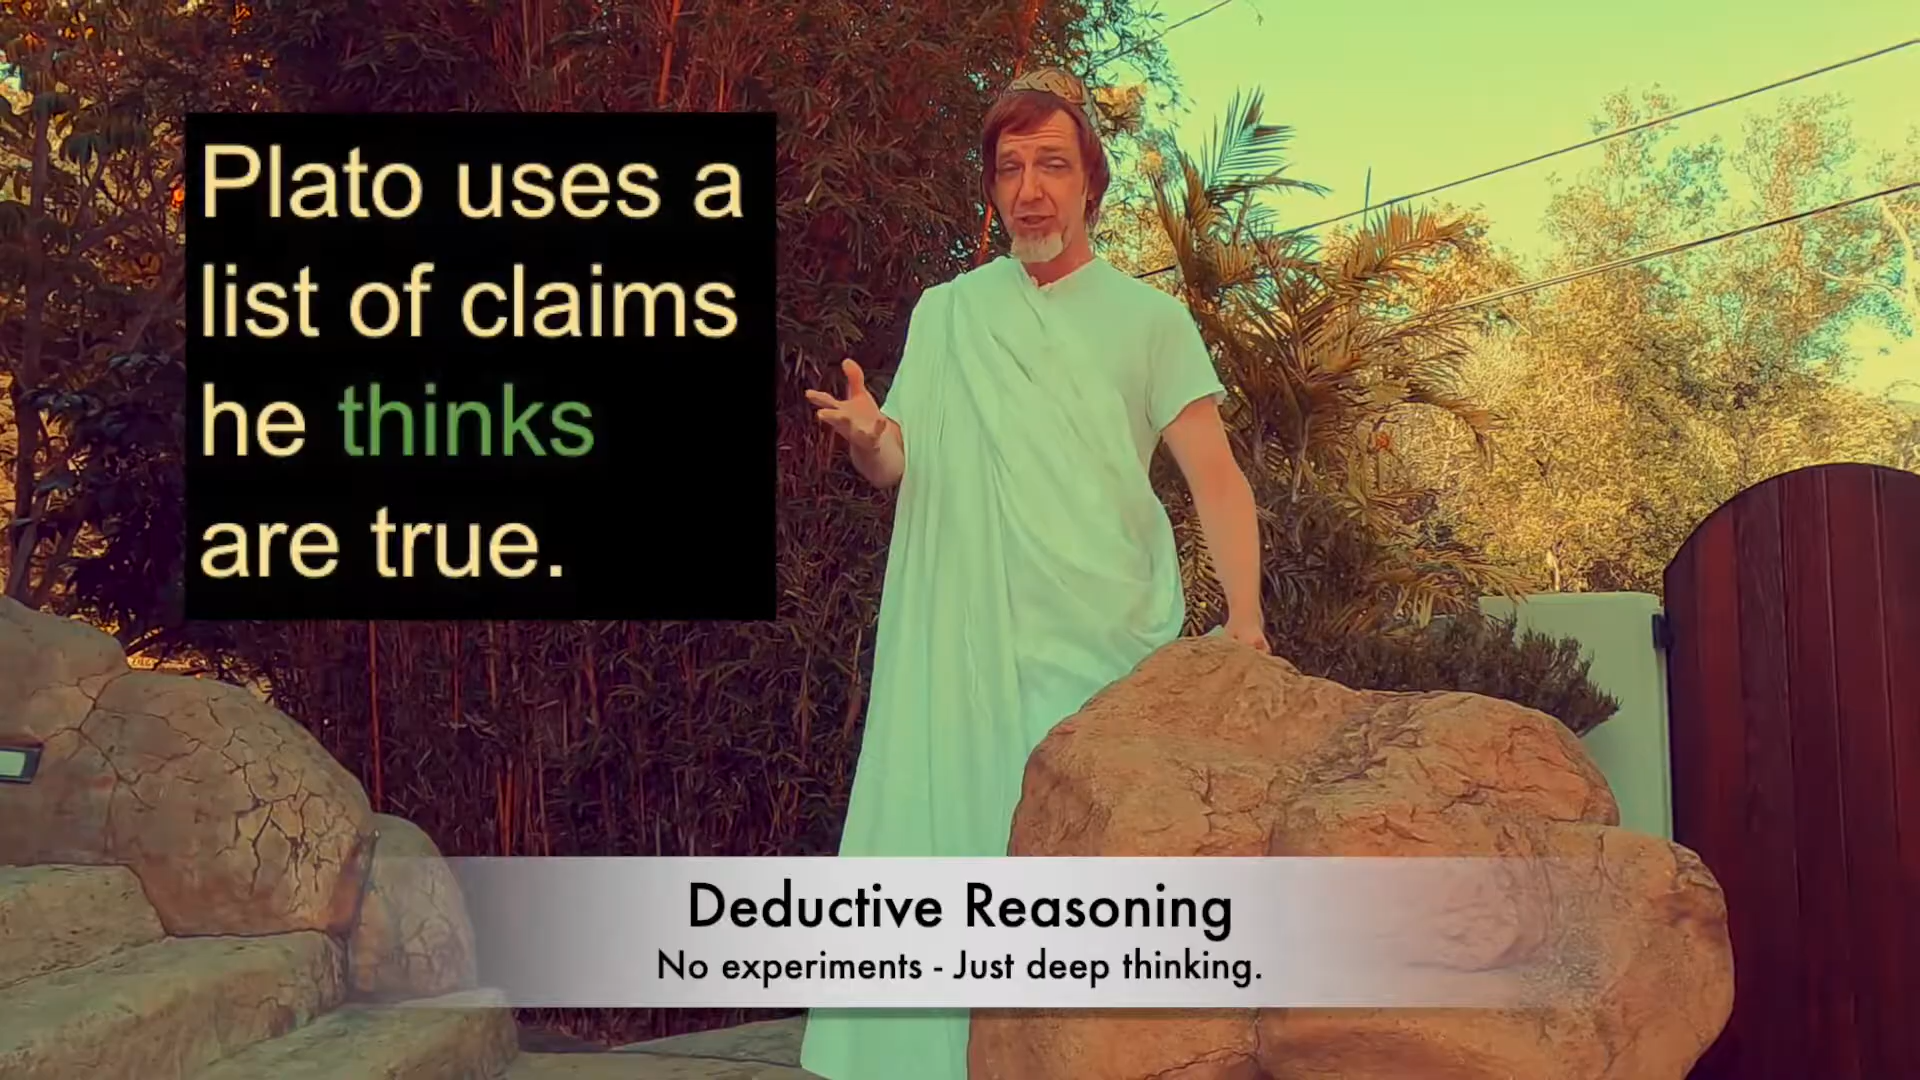 Plato uses a
list of claims
he thinks
are true.
Deductive Reasoning
No experiments - Just deep thinking.